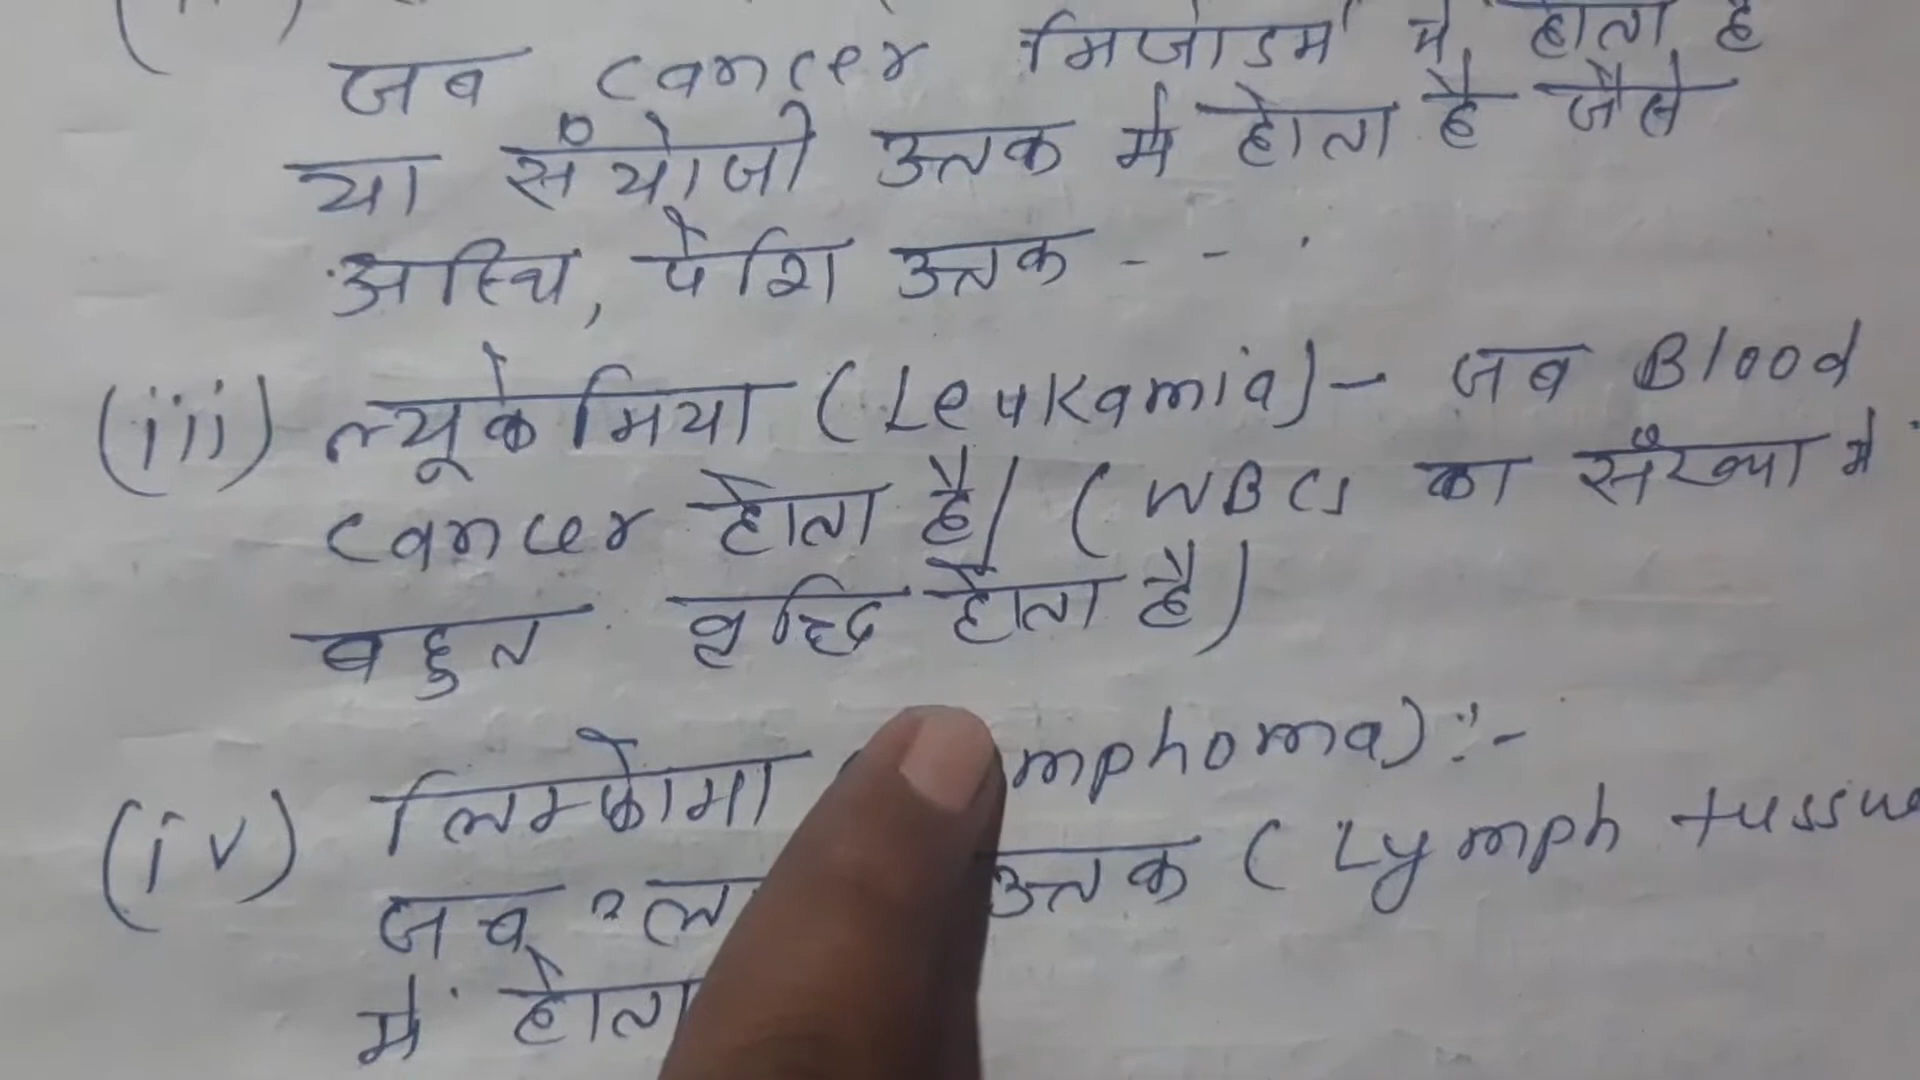 जब cancer मिजोडर्म में होता है
या संयोजी उत्तक में होता है जैसे
अस्थि, पेशि उत्तक - - .
(iii) ल्यूकेमिया (Leukamia) - जब Blood
cancer होता है। (WBCs का संख्या में
बहुत वृद्धि होता है)
(iv) लिम्फोमा mphoma) :-
जब उत्तक (Lymph tussue
में होता